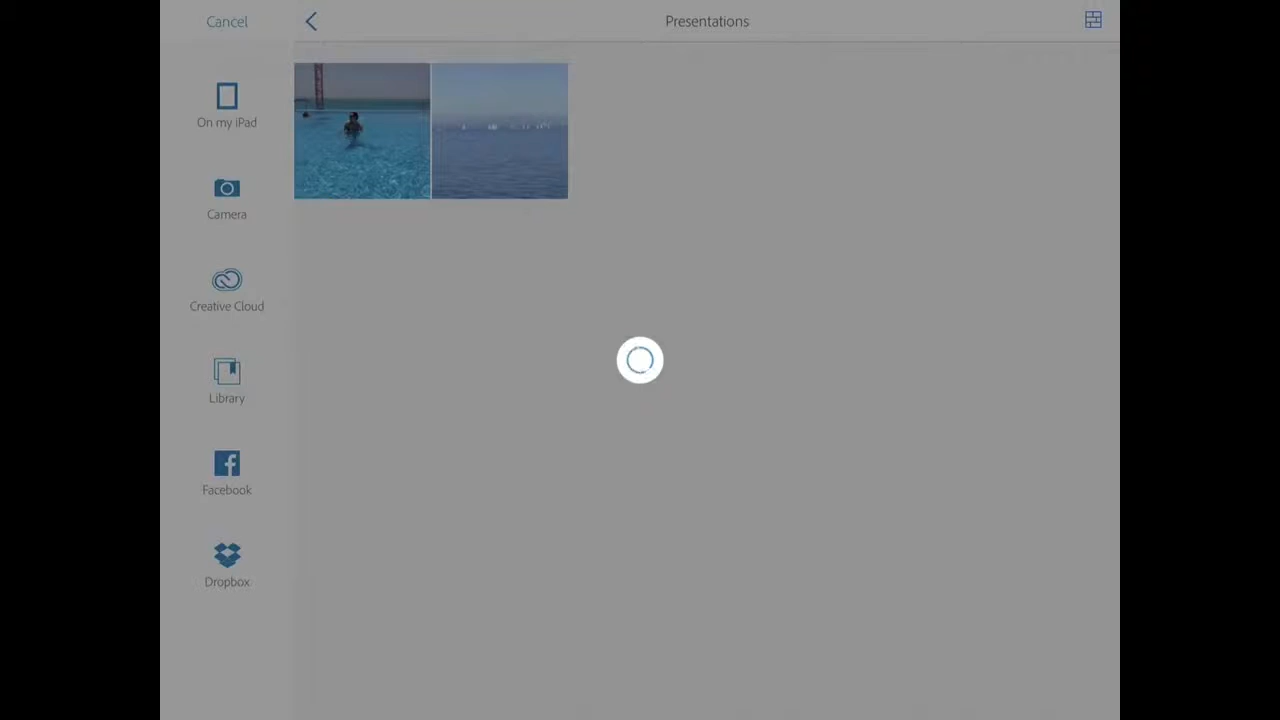 Cancel
Presentations
On my iPad
Camera
Creative Cloud
Library
Facebook
Dropbox